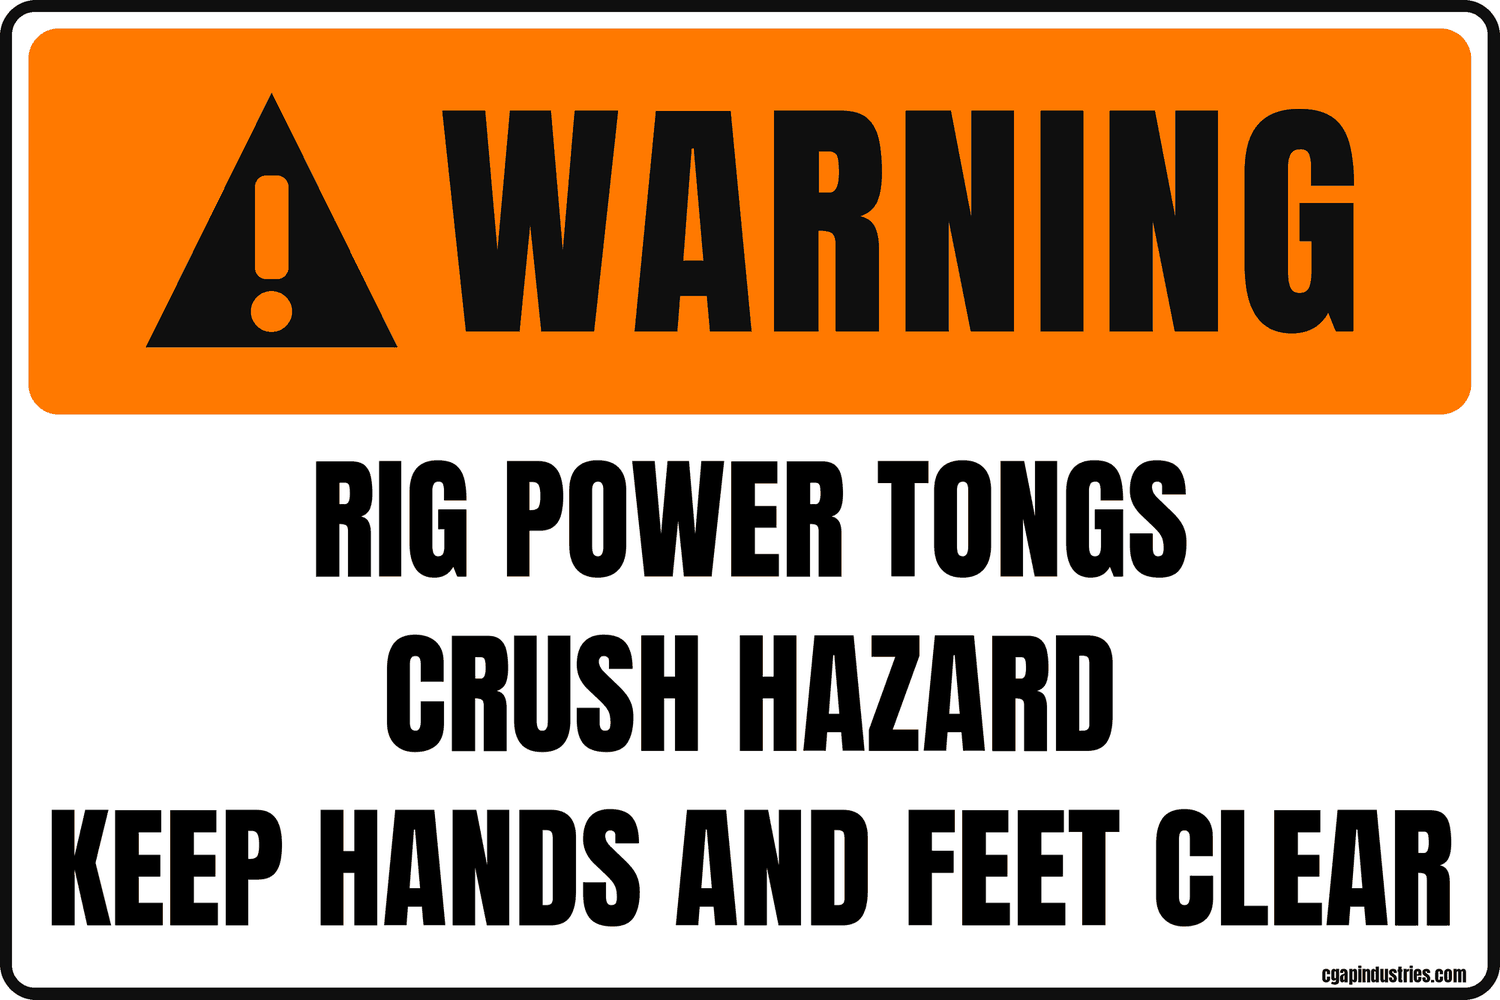 WARNING
RIG POWER TONGS
CRUSH HAZARD
KEEP HANDS AND FEET CLEAR
cgapindustries.com